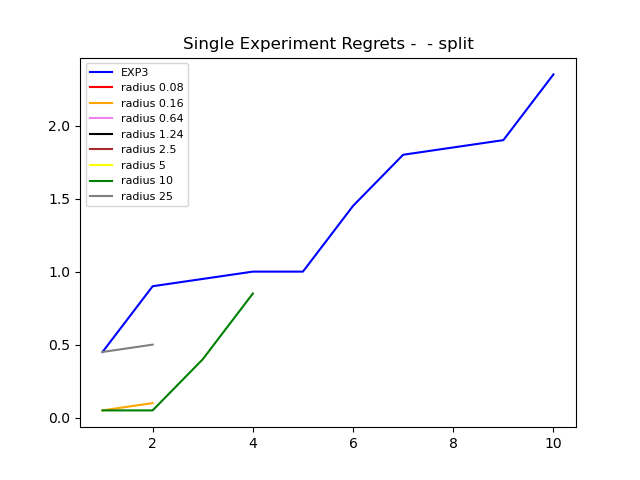 Single Experiment Regrets -  - split
EXP3
radius 0.08
radius 0.16
radius 0.64
radius 1.24
radius 2.5
radius 5
radius 10
radius 25
2.0
1.5
1.0
0.5
0.0
2 4 6 8 10